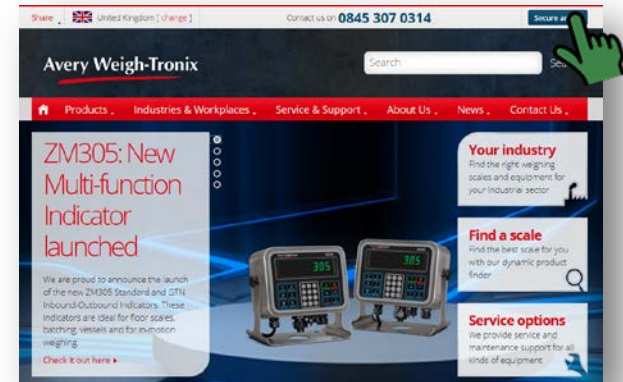 Share
United Kingdom [ change ]
Contact us on 0845 307 0314
Secure
Avery Weigh-Tronix
Search
Products
Industries & Workplaces
Service & Support
About Us
News
Contact Us
ZM305: New
Multi-function
Indicator
launched
We are proud to announce the launch
of the new ZM305 Standard and GTN
Inbound-Outbound Indicators. These
indicators are ideal for floor scales,
batching, vessels and for in-motion
weighing.
Check it out here
305
305
Your industry
Find the right weighing
scales and equipment for
your industrial sector
Find a scale
Find the best scale for you
with our dynamic product
finder
Service options
We provide service and
maintenance support for all
kinds of equipment